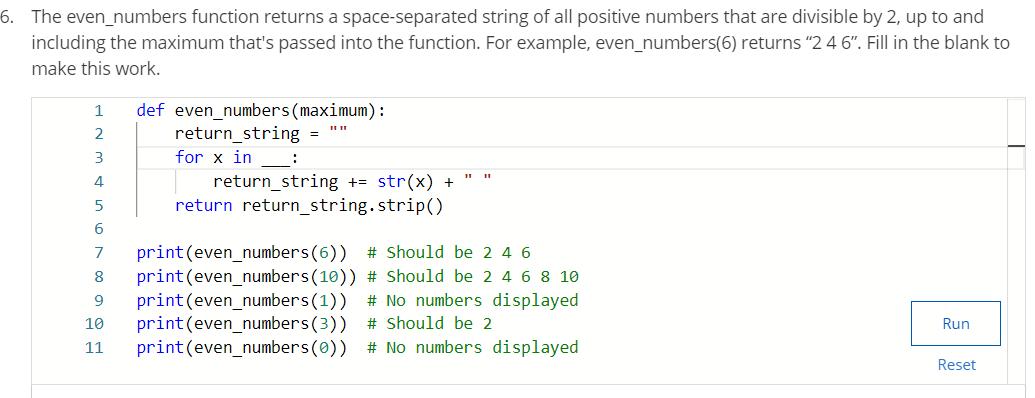 6. The even_numbers function returns a space-separated string of all positive numbers that are divisible by 2, up to and
including the maximum that's passed into the function. For example, even_numbers(6) returns “2 4 6”. Fill in the blank to
make this work.
1 def even_numbers(maximum):
2 return_string = ""
3 for x in ___:
4 return_string += str(x) + " "
5 return return_string.strip()
6
7 print(even_numbers(6)) # Should be 2 4 6
8 print(even_numbers(10)) # Should be 2 4 6 8 10
9 print(even_numbers(1)) # No numbers displayed
10 print(even_numbers(3)) # Should be 2
11 print(even_numbers(0)) # No numbers displayed
Run
Reset